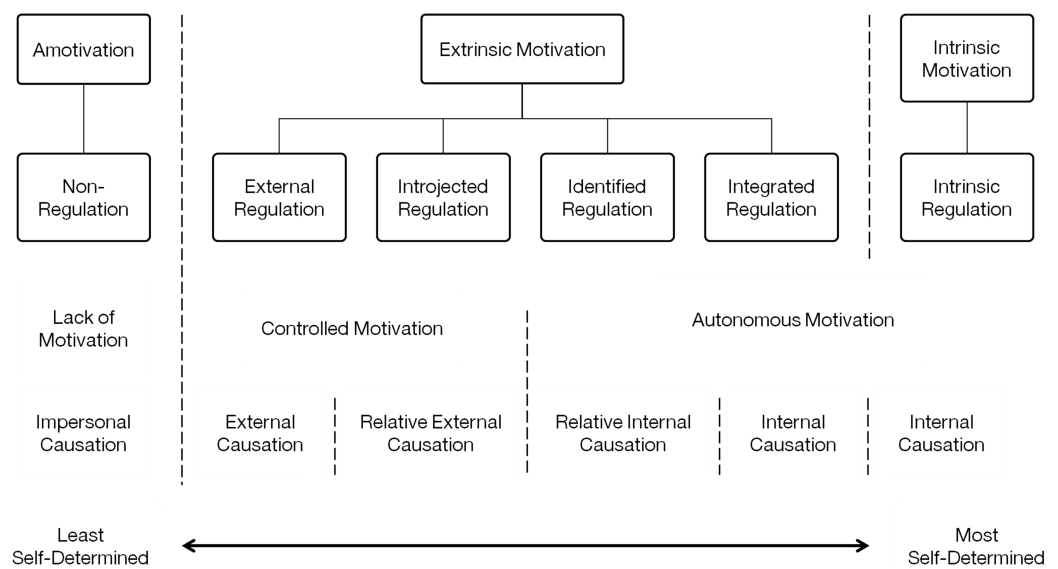 Amotivation
Extrinsic Motivation
Intrinsic
Motivation
Non-
Regulation
External
Regulation
Introjected
Regulation
Identified
Regulation
Integrated
Regulation
Intrinsic
Regulation
Lack of
Motivation
Controlled Motivation
Autonomous Motivation
Impersonal
Causation
External
Causation
Relative External
Causation
Relative Internal
Causation
Internal
Causation
Internal
Causation
Least
Self-Determined
Most
Self-Determined